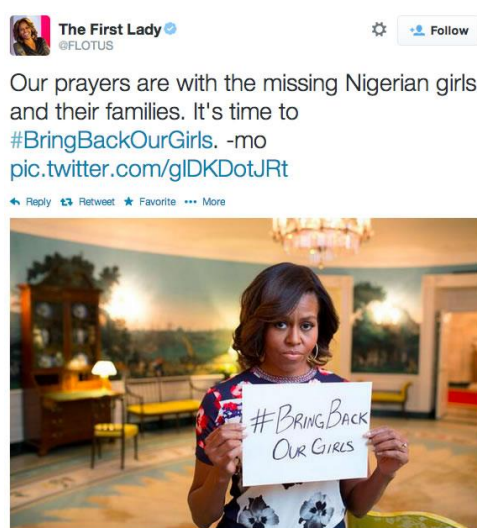 The First Lady
@FLOTUS
Follow
Our prayers are with the missing Nigerian girls
and their families. It's time to
#BringBackOurGirls. -mo
pic.twitter.com/glDKDotJRt
Reply Retweet Favorite More
#BRING BACK
OUR GIRLS